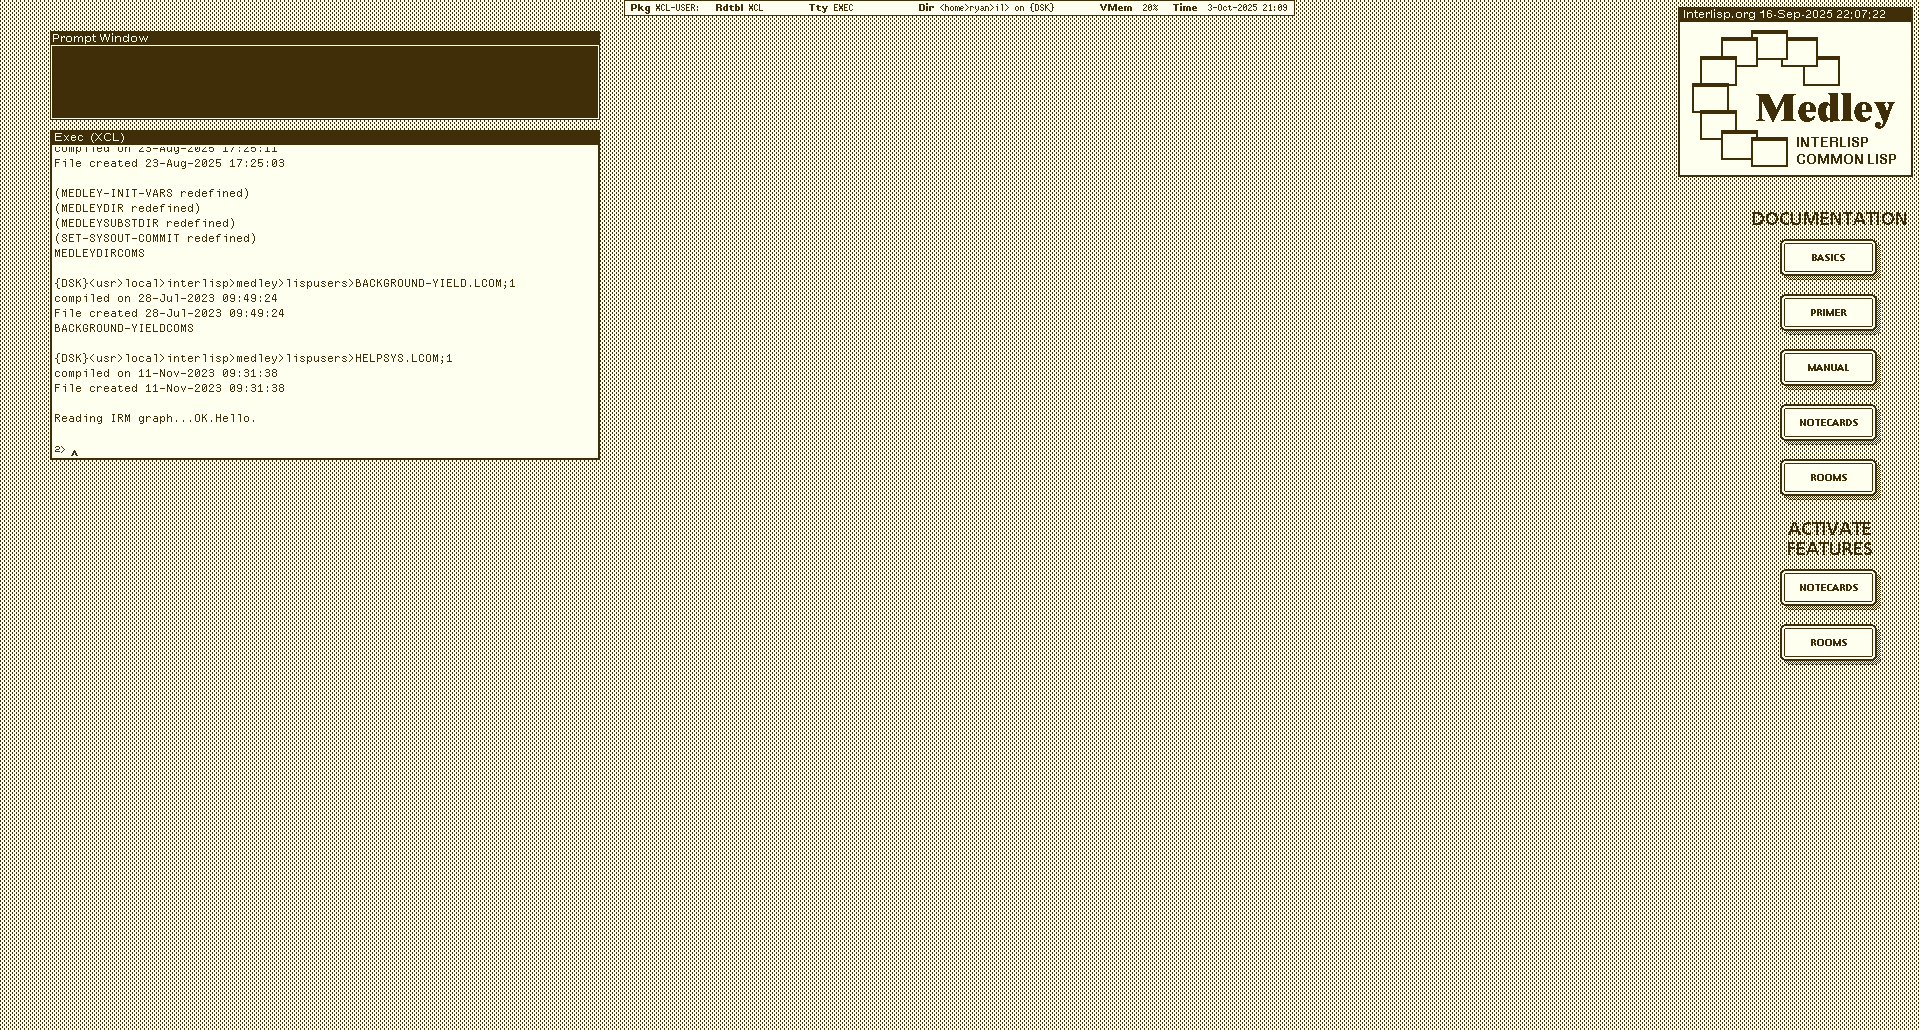 Pkg XCL-USER: Rdtbl XCL Tty EXEC Dir <home>ryan>il> on {DSK} VMem 20% Time 3-Oct-2025 21:09
Prompt Window
Exec (XCL)
compiled on 23-Aug-2025 17:25:11
File created 23-Aug-2025 17:25:03
(MEDLEY-INIT-VARS redefined)
(MEDLEYDIR redefined)
(MEDLEYSUBSTDIR redefined)
(SET-SYSOUT-COMMIT redefined)
MEDLEYDIRCOMS
{DSK}<usr>local>interlisp>medley>lispusers>BACKGROUND-YIELD.LCOM;1
compiled on 28-Jul-2023 09:49:24
File created 28-Jul-2023 09:49:24
BACKGROUND-YIELDCOMS
{DSK}<usr>local>interlisp>medley>lispusers>HELPSYS.LCOM;1
compiled on 11-Nov-2023 09:31:38
File created 11-Nov-2023 09:31:38
Reading IRM graph...OK.Hello.
2>
Interlisp.org 16-Sep-2025 22:07:22
Medley
INTERLISP
COMMON LISP
DOCUMENTATION
BASICS
PRIMER
MANUAL
NOTECARDS
ROOMS
ACTIVATE
FEATURES
NOTECARDS
ROOMS